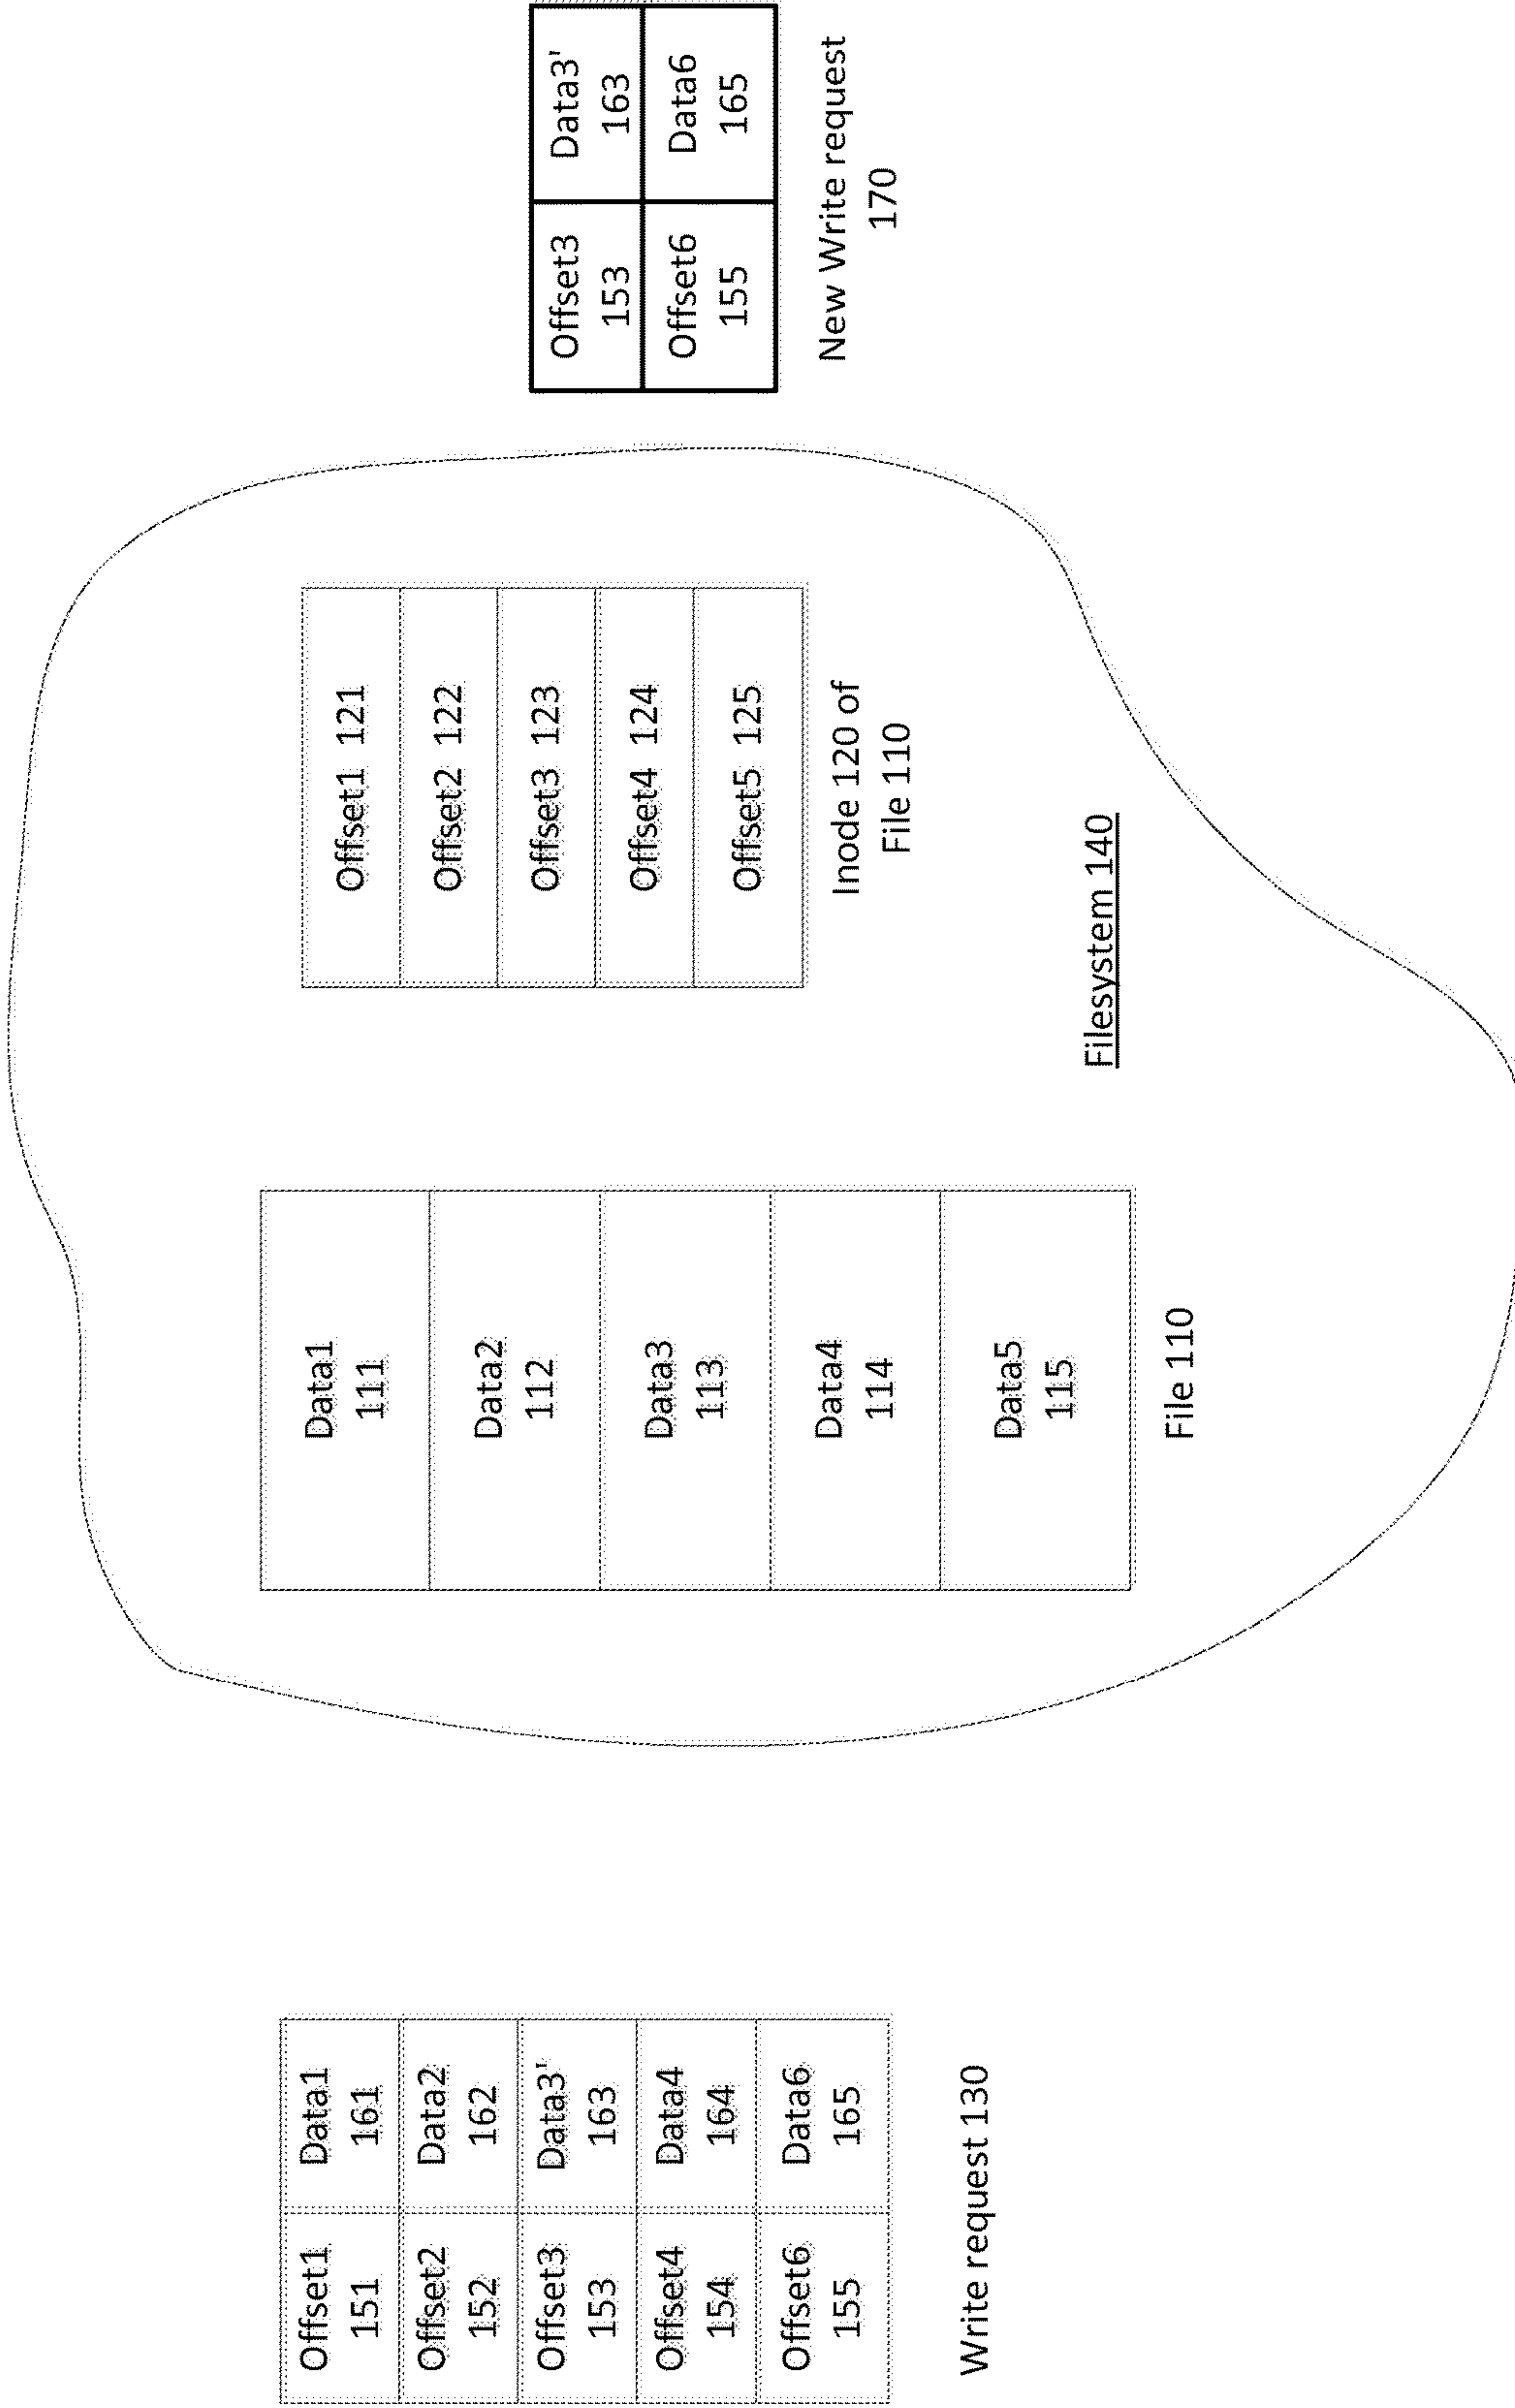 Offset1
151
Data1
161
Offset2
152
Data2
162
Offset3
153
Data3'
163
Offset4
154
Data4
164
Offset6
155
Data6
165
Write request 130
Data1
111
Data2
112
Data3
113
Data4
114
Data5
115
File 110
Offset1 121
Offset2 122
Offset3 123
Offset4 124
Offset5 125
Inode 120 of
File 110
Filesystem 140
Offset3
153
Data3'
163
Offset6
155
Data6
165
New Write request
170